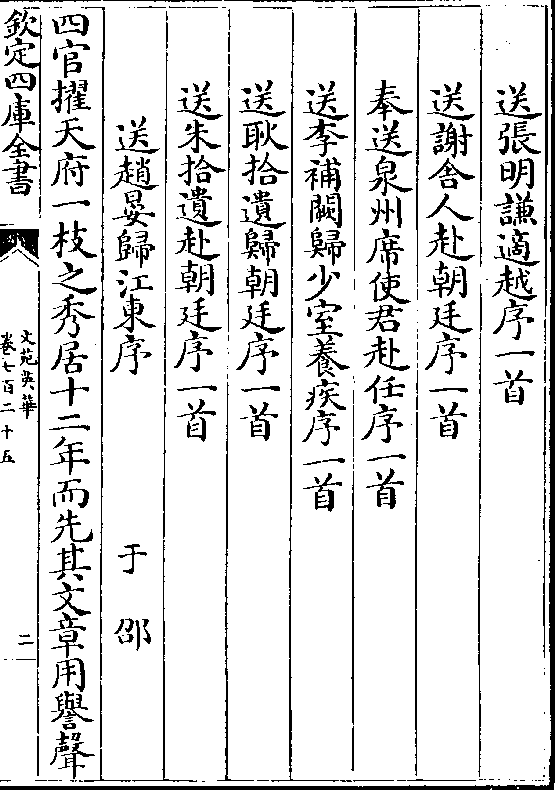 送張明謙適越序一首
送謝舎人赴朝廷序一首
奉送泉州席使君赴任序一首
送李補闕歸少室養疾序一首
送耿拾遺歸朝廷序一首
送朱拾遺赴朝廷序一首
送趙晏歸江東序 于邵
四官擢天府一枝之秀居十二年而先其文章用譽聲
欽定四庫全書
文苑英華
卷七百二十五
二